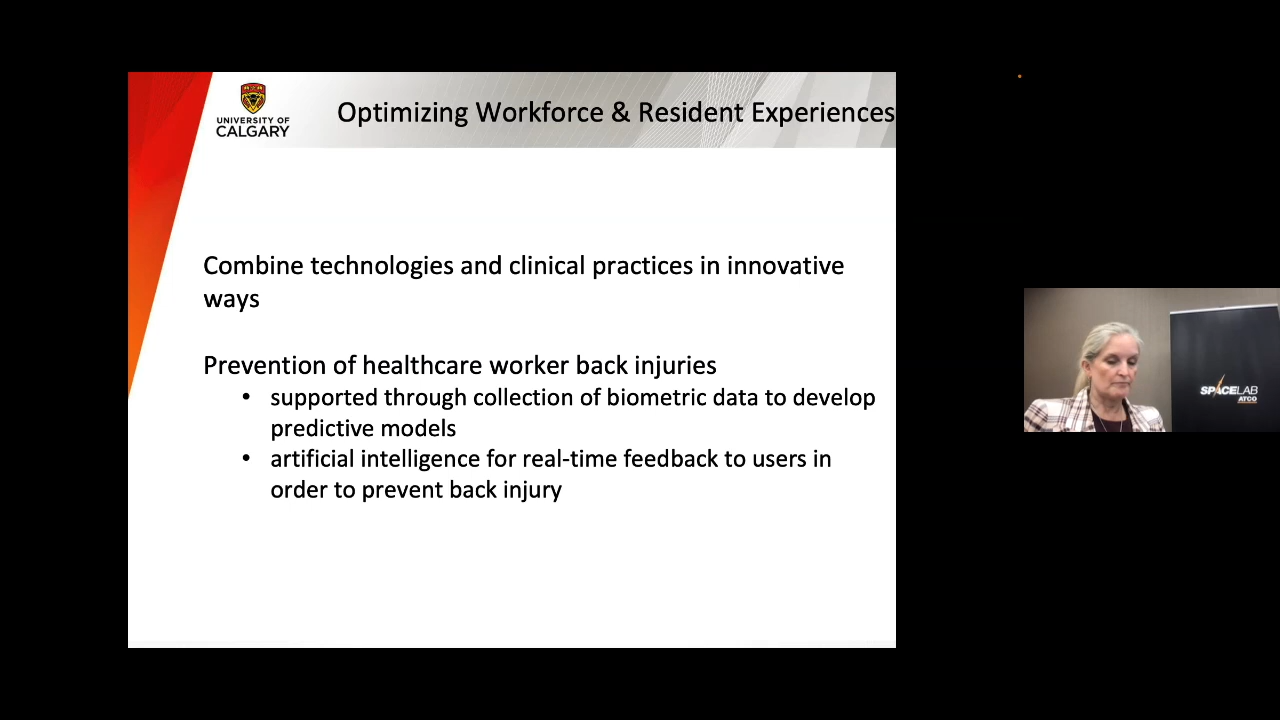 UNIVERSITY OF
CALGARY
Optimizing Workforce & Resident Experiences
Combine technologies and clinical practices in innovative
ways
Prevention of healthcare worker back injuries
• supported through collection of biometric data to develop
predictive models
• artificial intelligence for real-time feedback to users in
order to prevent back injury
SPACELAB
ATCO